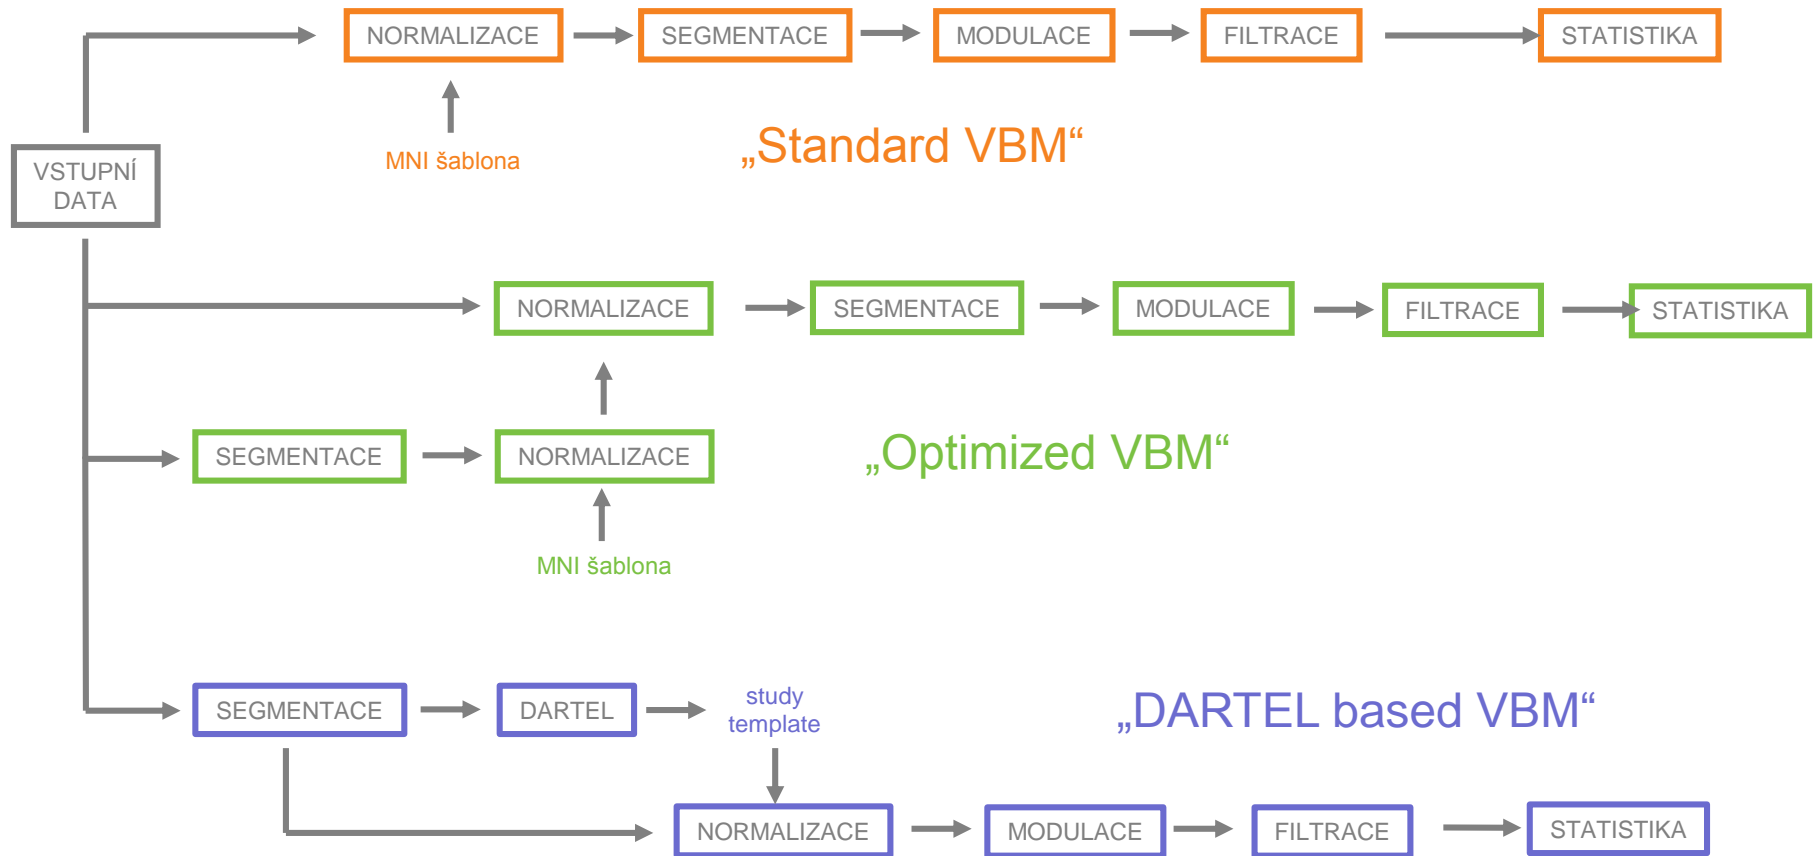 NORMALIZACE
SEGMENTACE
MODULACE
FILTRACE
STATISTIKA
MNI šablona
„Standard VBM“
VSTUPNÍ
DATA
NORMALIZACE
SEGMENTACE
MODULACE
FILTRACE
STATISTIKA
SEGMENTACE
NORMALIZACE
„Optimized VBM“
MNI šablona
SEGMENTACE
DARTEL
study
template
„DARTEL based VBM“
NORMALIZACE
MODULACE
FILTRACE
STATISTIKA